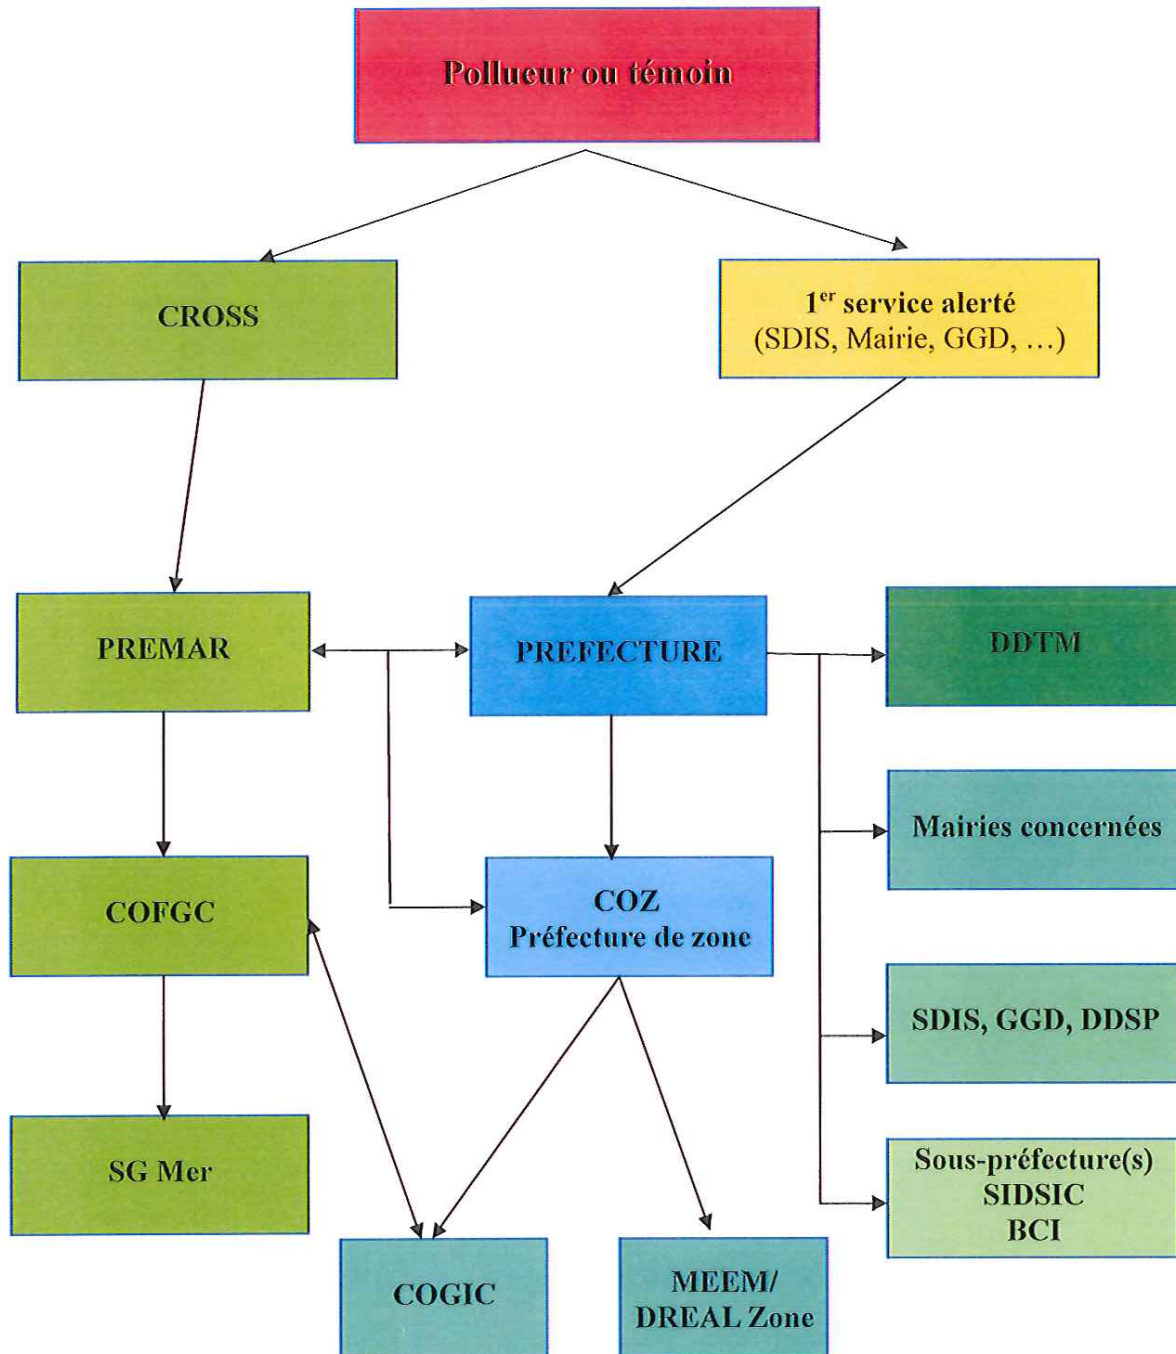 Pollueur ou témoin
CROSS
1er service alerté
(SDIS, Mairie, GGD, …)
PREMAR
PREFECTURE
DDTM
Mairies concernées
COFGC
COZ
Préfecture de zone
SDIS, GGD, DDSP
SG Mer
Sous-préfecture(s)
SIDSIC
BCI
COGIC
MEEM/
DREAL Zone